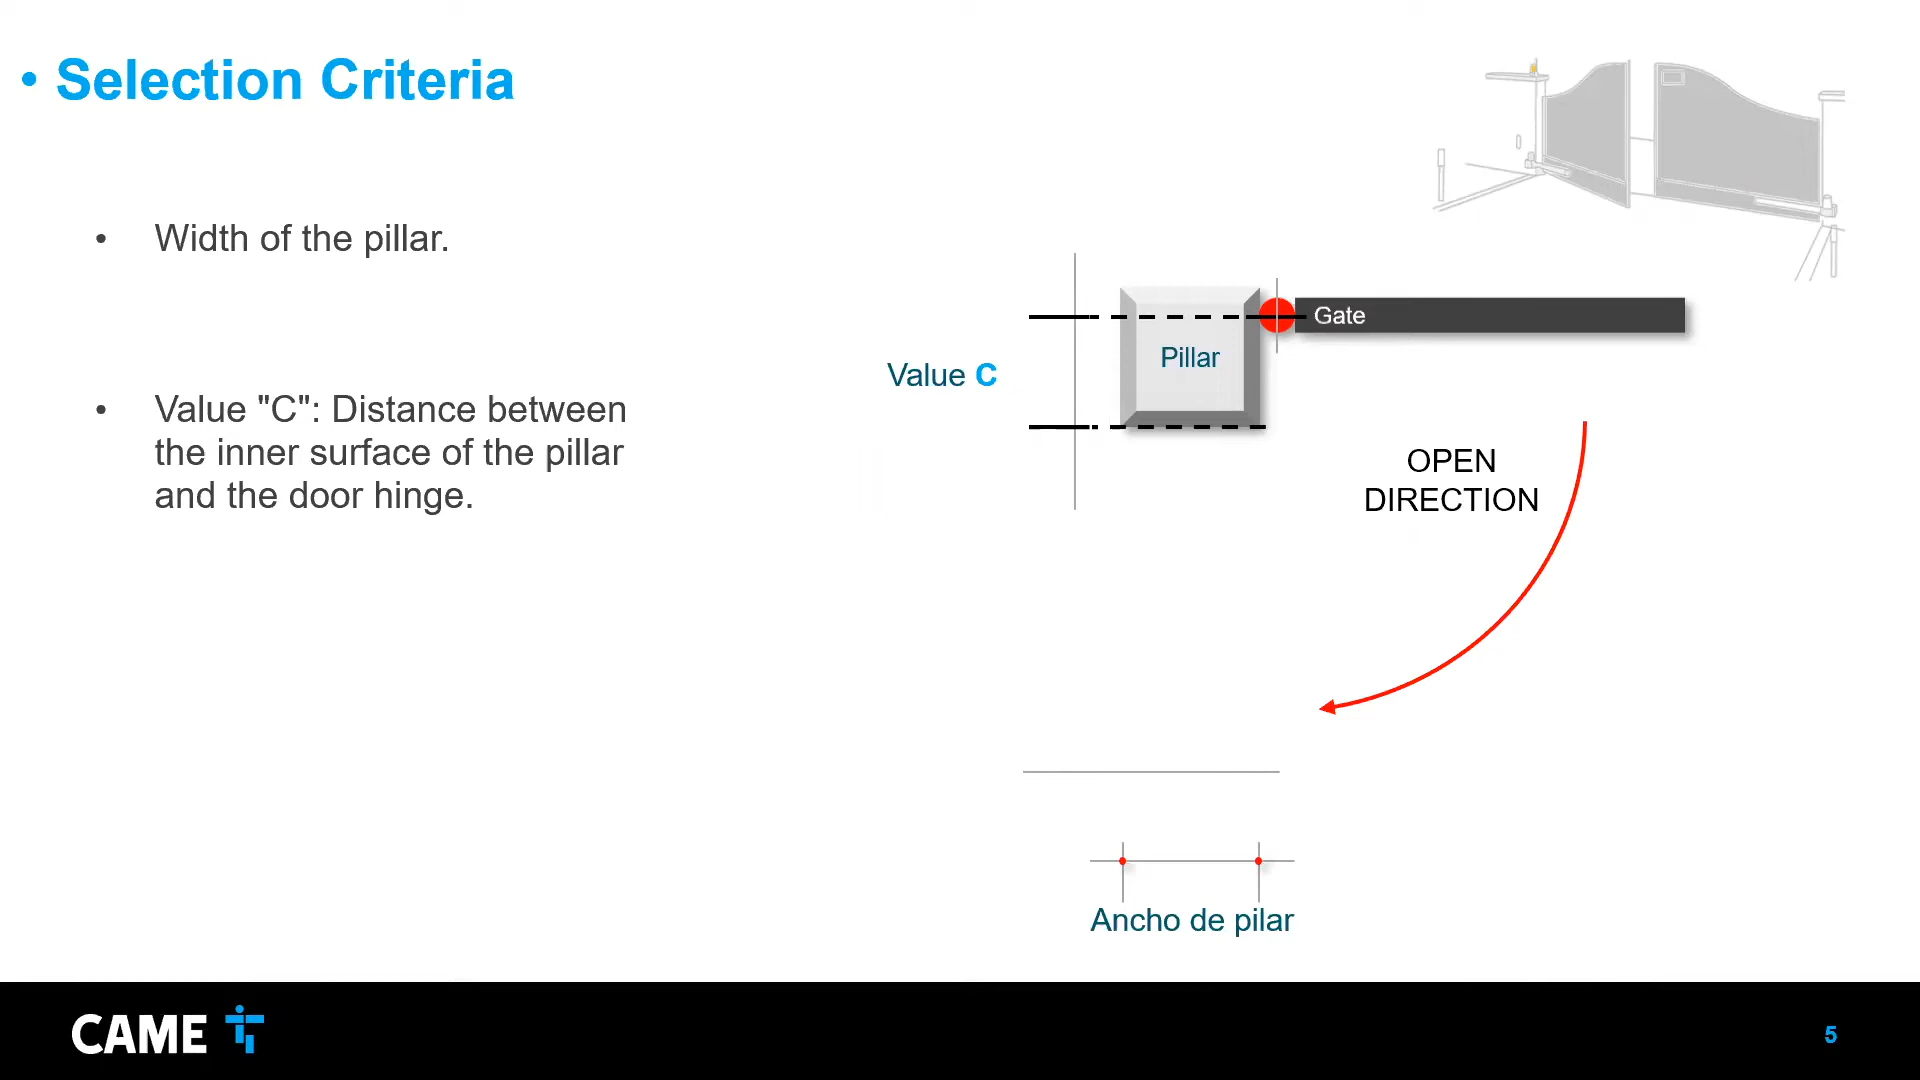 • Selection Criteria
• Width of the pillar.
• Value "C": Distance between
the inner surface of the pillar
and the door hinge.
Gate
Pillar
Value C
OPEN
DIRECTION
Ancho de pilar
CAME
5